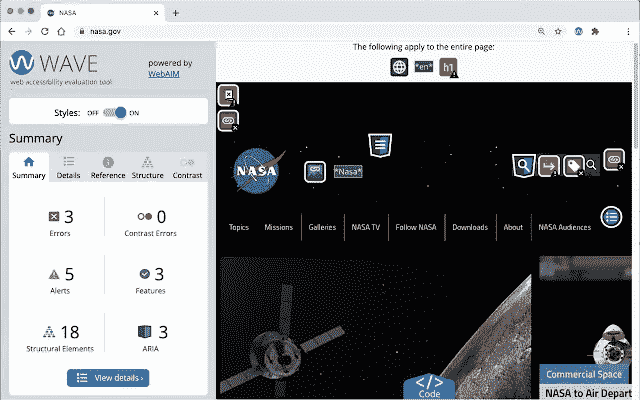 NASA
nasa.gov
WAVE
web accessibility evaluation tool
powered by
WebAIM
Styles: OFF ON
Summary
Summary Details Reference Structure Contrast
3
Errors
0
Contrast Errors
5
Alerts
3
Features
18
Structural Elements
3
ARIA
View details ›
The following apply to the entire page:
*en* h1
NASA
*Nasa*
Topics Missions Galleries NASA TV Follow NASA Downloads About NASA Audiences
</>
Code
Commercial Space
NASA to Air Depart